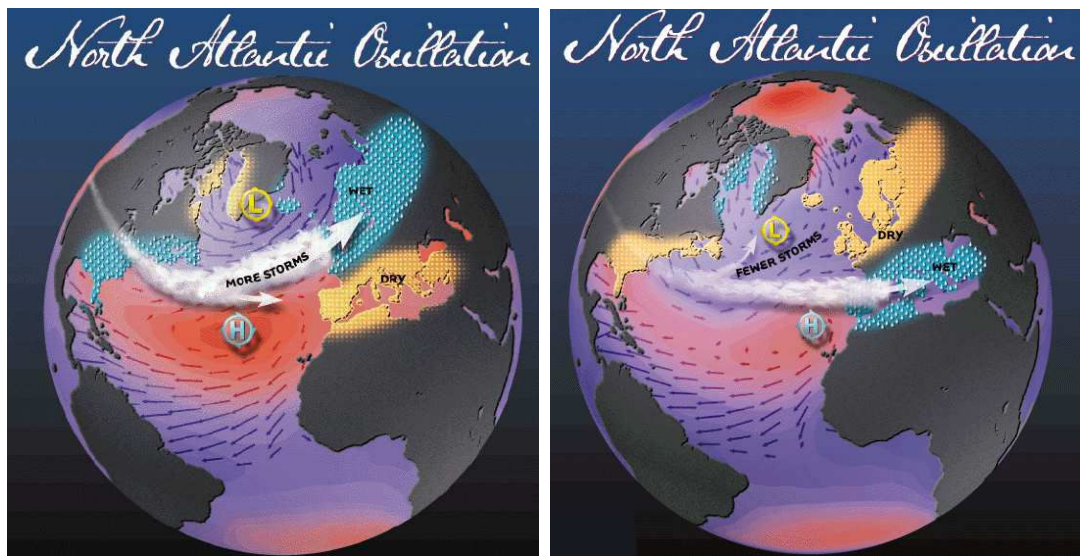 North Atlantic Oscillation
L
WET
MORE STORMS
DRY
H
North Atlantic Oscillation
L
DRY
FEWER STORMS
WET
H